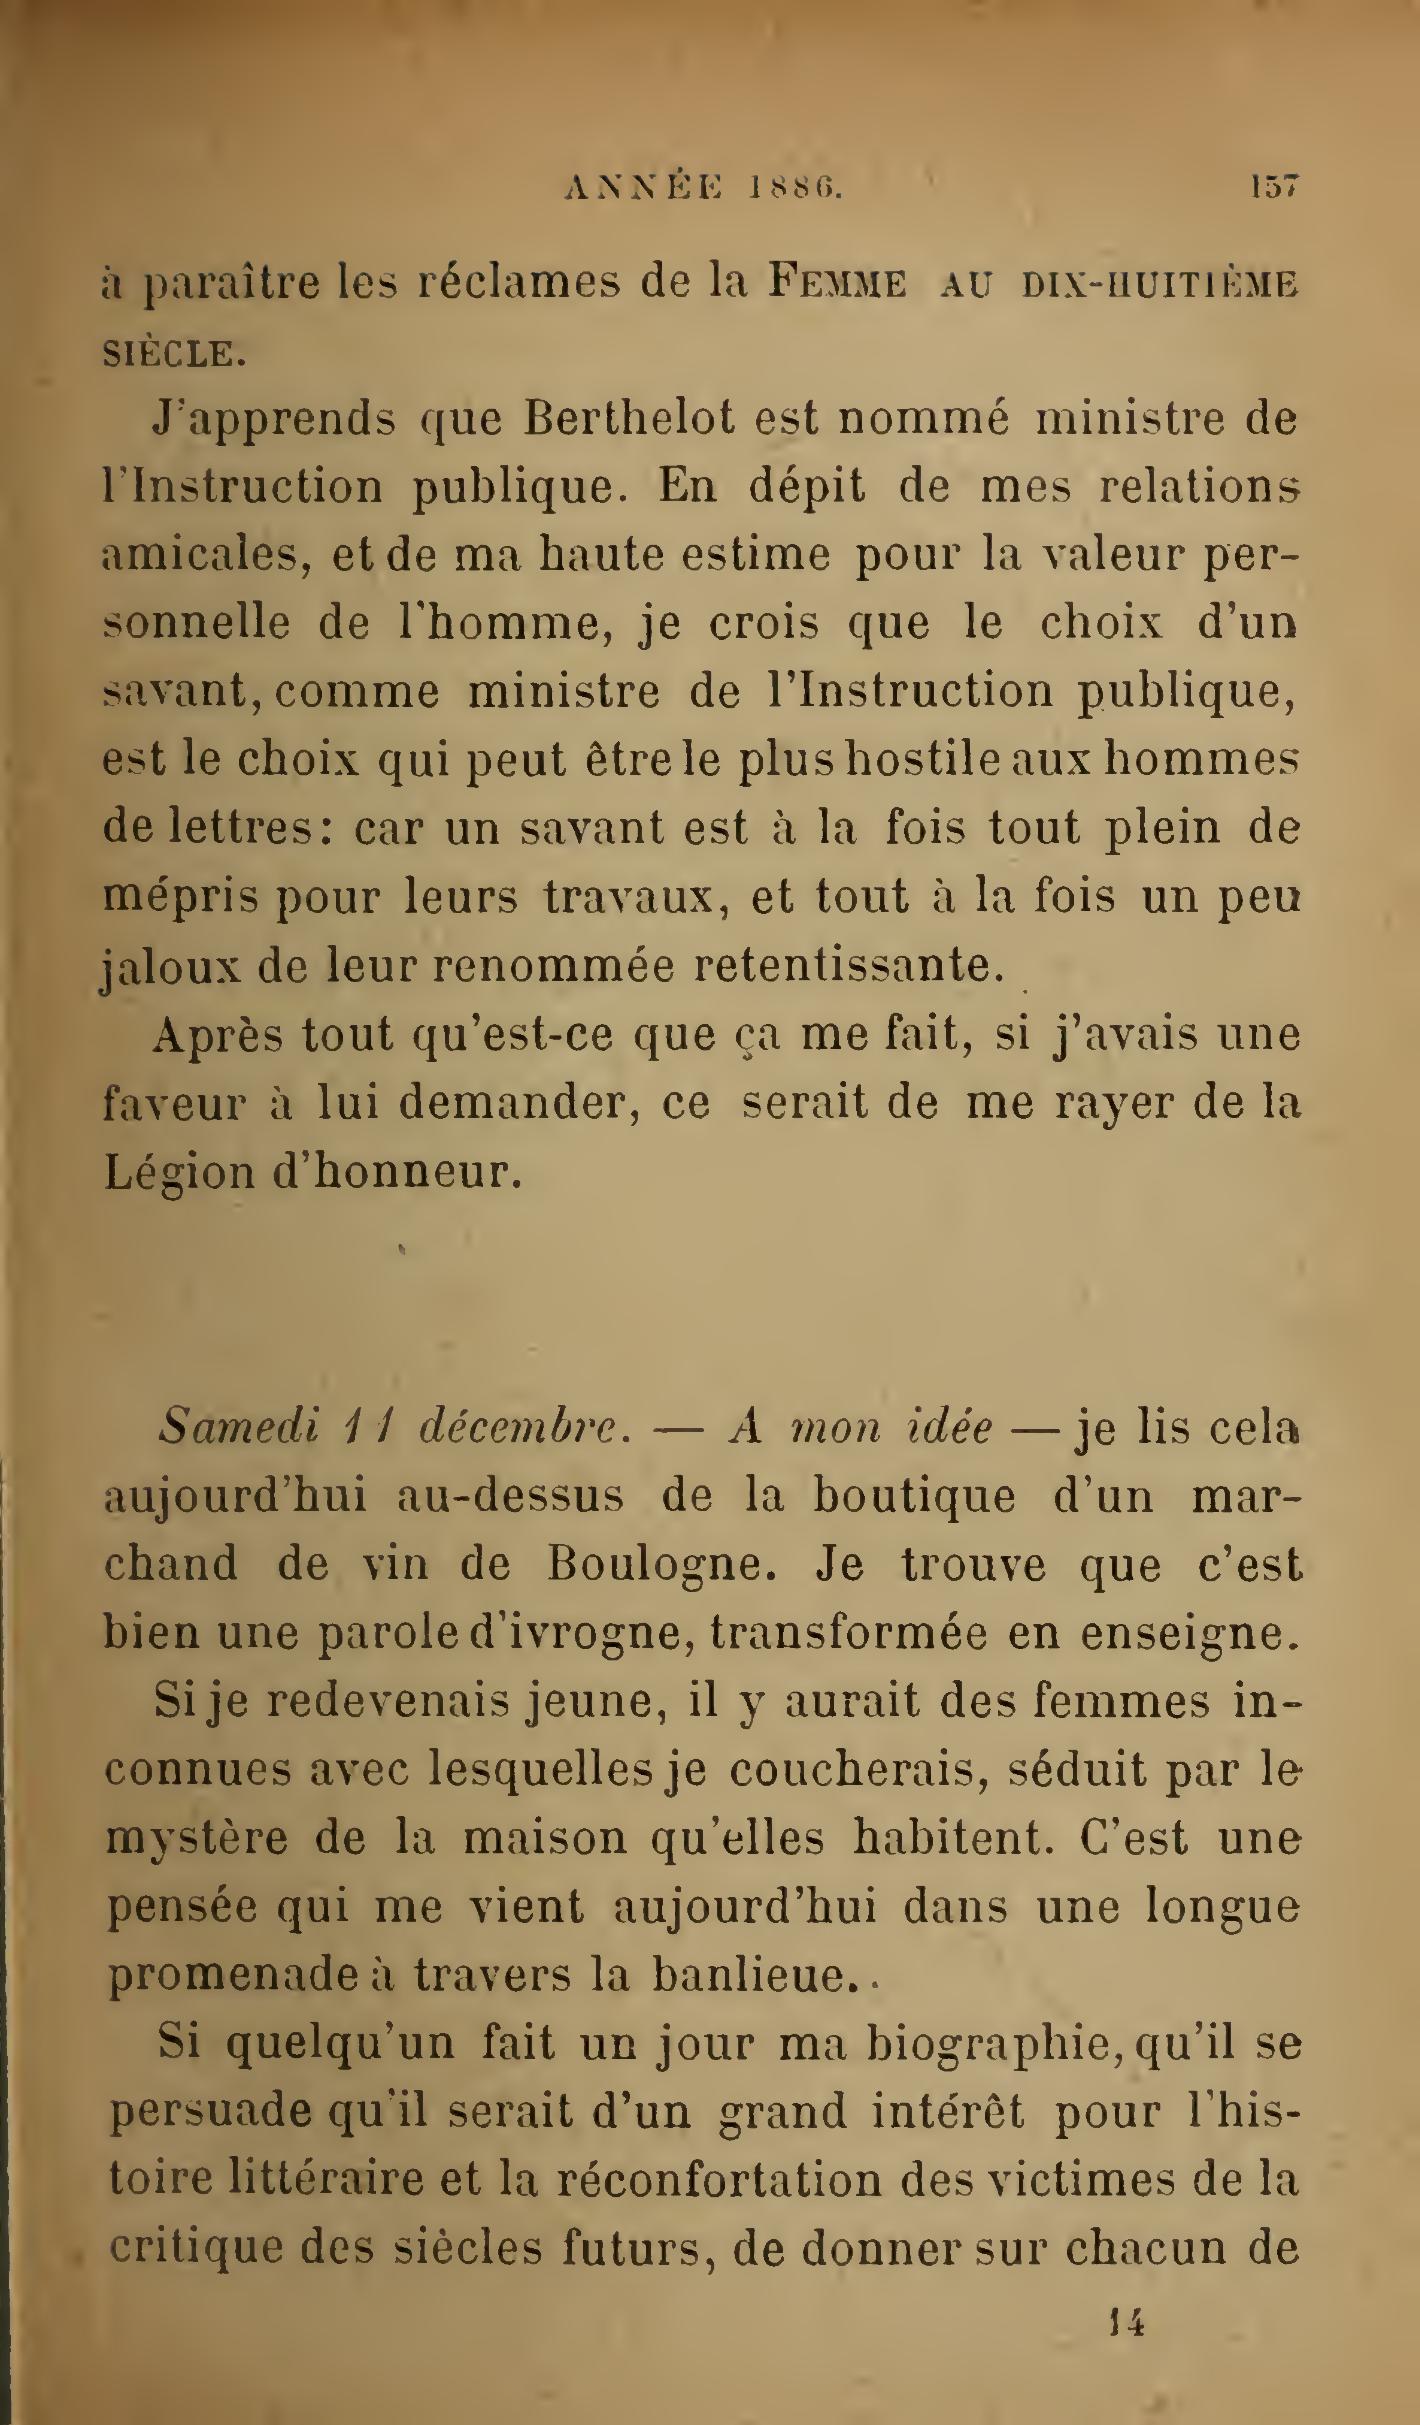 ANNÉE 1886. 157
à paraître les réclames de la FEMME AU DIX-HUITIÈME
SIÈCLE.
J'apprends que Berthelot est nommé ministre de
l'Instruction publique. En dépit de mes relations
amicales, et de ma haute estime pour la valeur per-
sonnelle de l'homme, je crois que le choix d'un
savant, comme ministre de l'Instruction publique,
est le choix qui peut être le plus hostile aux hommes
de lettres: car un savant est à la fois tout plein de
mépris pour leurs travaux, et tout à la fois un peu
jaloux de leur renommée retentissante.
Après tout qu'est-ce que ça me fait, si j'avais une
faveur à lui demander, ce serait de me rayer de la
Légion d'honneur.
Samedi 11 décembre. — A mon idée — je lis cela
aujourd'hui au-dessus de la boutique d'un mar-
chand de vin de Boulogne. Je trouve que c'est
bien une parole d'ivrogne, transformée en enseigne.
Si je redevenais jeune, il y aurait des femmes in-
connues avec lesquelles je coucherais, séduit par le
mystère de la maison qu'elles habitent. C'est une
pensée qui me vient aujourd'hui dans une longue
promenade à travers la banlieue..
Si quelqu'un fait un jour ma biographie, qu'il se
persuade qu'il serait d'un grand intérêt pour l'his-
toire littéraire et la réconfortation des victimes de la
critique des siècles futurs, de donner sur chacun de
14